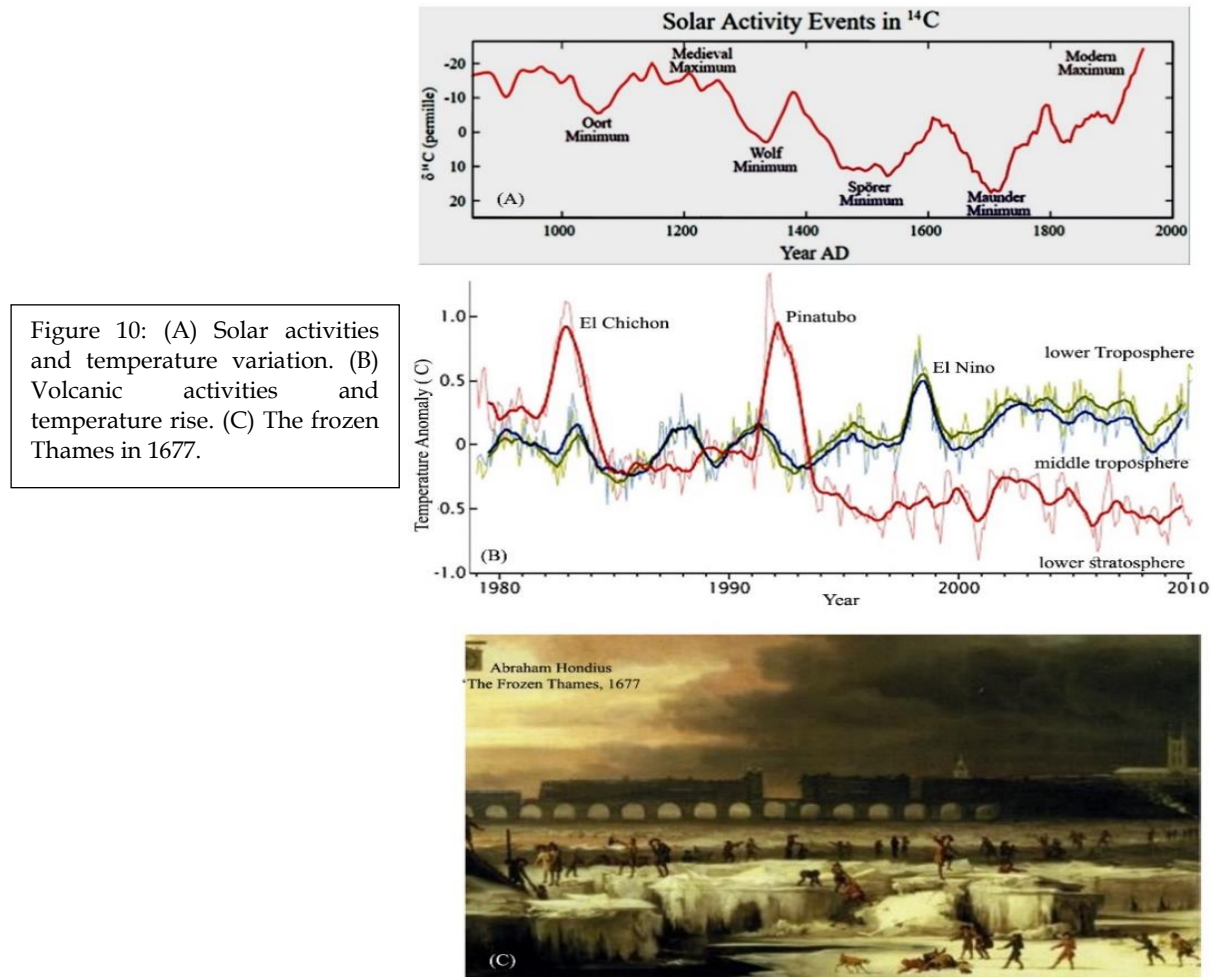 Solar Activity Events in ¹⁴C
Medieval
Maximum
Modern
Maximum
Oort
Minimum
Wolf
Minimum
Spörer
Minimum
Maunder
Minimum
δ¹⁴C (permille)
-20
-10
0
10
20
(A)
1000
1200
1400
1600
1800
2000
Year AD
Figure 10: (A) Solar activities
and temperature variation. (B)
Volcanic activities and
temperature rise. (C) The frozen
Thames in 1677.
Temperature Anomaly ( C)
1.0
0.5
0
-0.5
-1.0
El Chichon
Pinatubo
El Nino
lower Troposphere
middle troposphere
lower stratosphere
(B)
1980
1990
2000
2010
Year
Abraham Hondius
'The Frozen Thames, 1677
(C)